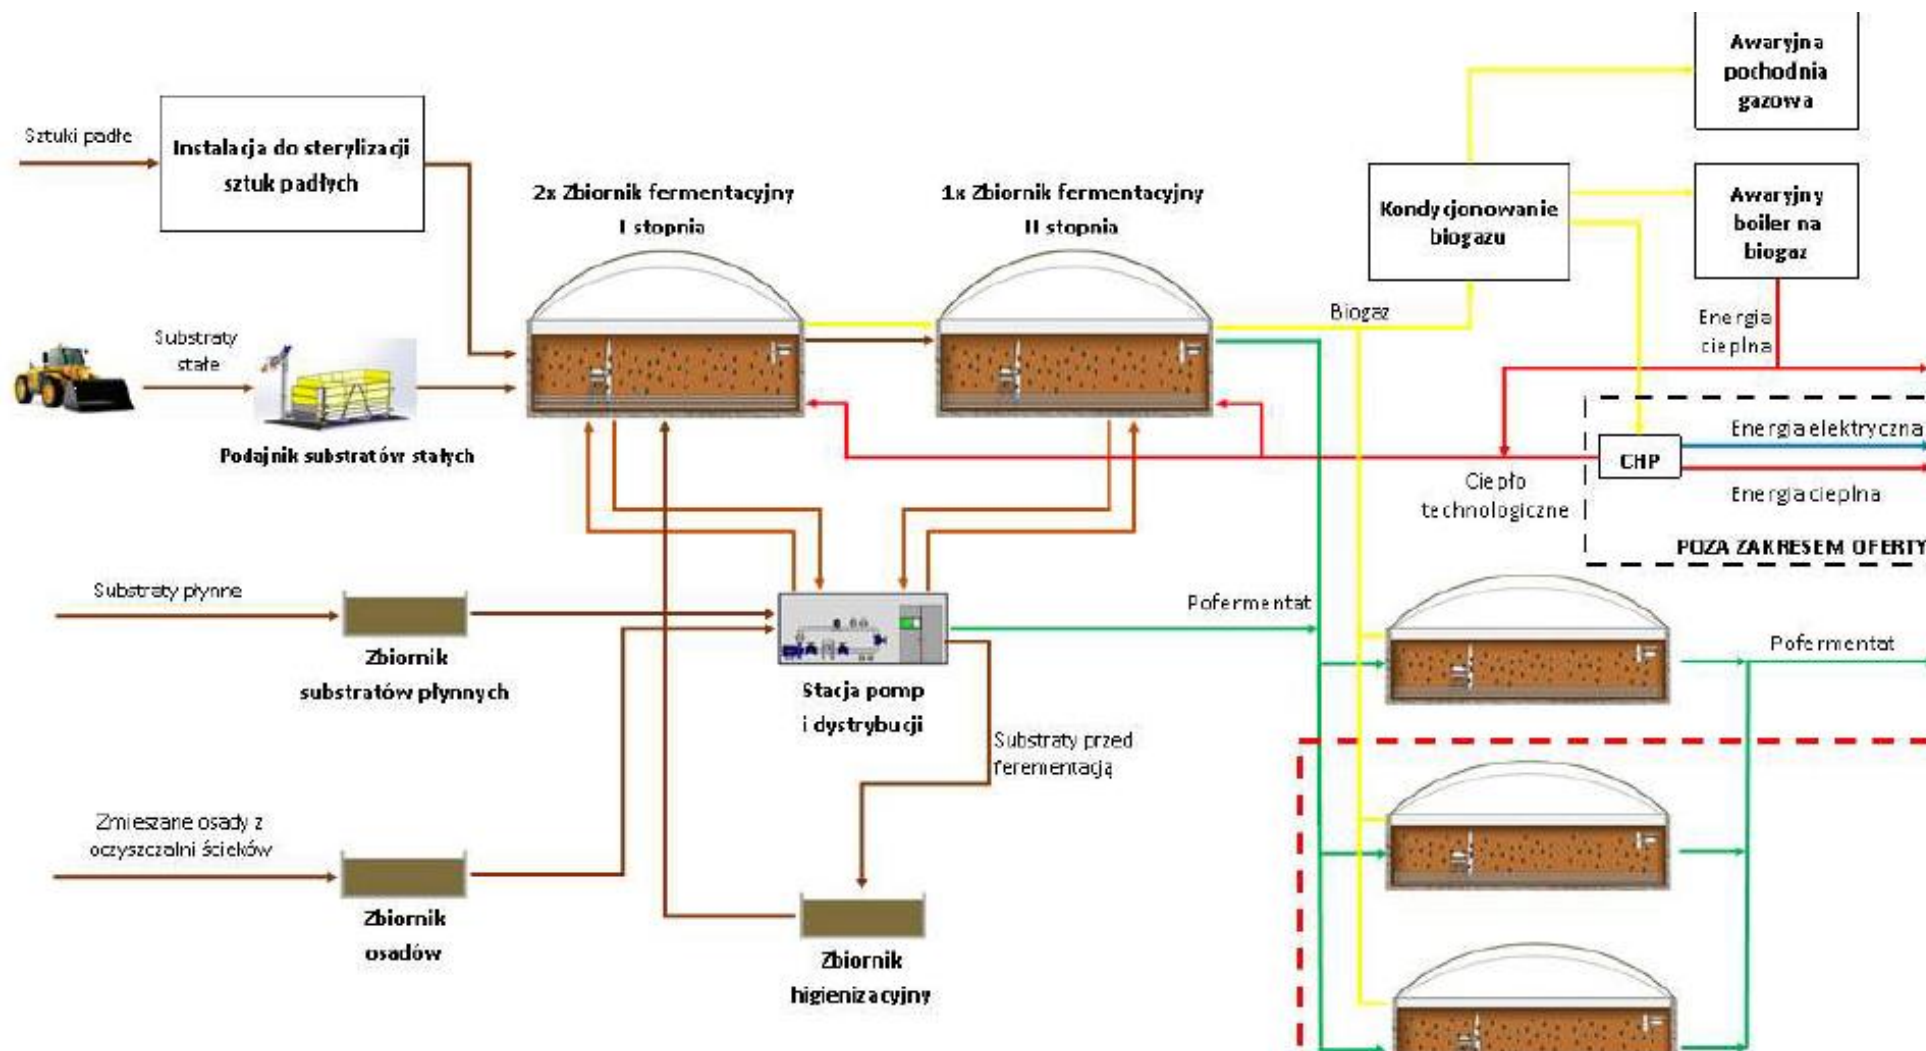 Awaryjna
pochodnia
gazowa
Sztuki padłe
Instalacja do sterylizacji
sztuk padłych
2x Zbiornik fermentacyjny
I stopnia
1x Zbiornik fermentacyjny
II stopnia
Kondycjonowanie
biogazu
Awaryjny
boiler na
biogaz
Biogaz
Energia
cieplna
Substraty
stałe
Podajnik substratów stałych
Energia elektryczna
CHP
Energia cieplna
Ciepło
technologiczne
POZA ZAKRESEM OFERTY
Substraty płynne
Zbiornik
substratów płynnych
Stacja pomp
i dystrybucji
Pofermentat
Pofermentat
Substraty przed
ferementacją
Zmieszane osady z
oczyszczalni ścieków
Zbiornik
osadów
Zbiornik
higienizacyjny